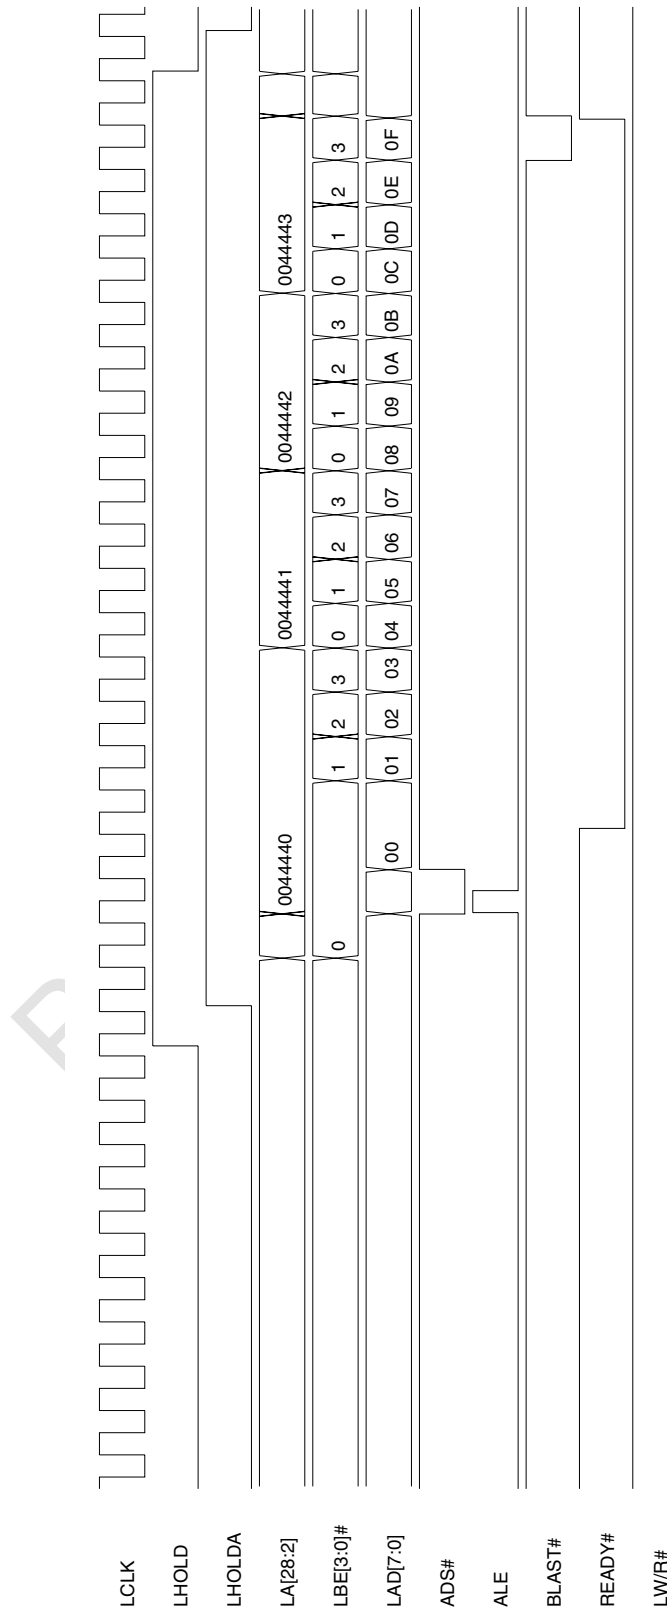 LCLK
LHOLD
LHOLDA
LA[28:2] 0044440 0044441 0044442 0044443
LBE[3:0]# 0 1 2 3 0 1 2 3 0 1 2 3 0 1 2 3
LAD[7:0] 00 01 02 03 04 05 06 07 08 09 0A 0B 0C 0D 0E 0F
ADS#
ALE
BLAST#
READY#
LW/R#